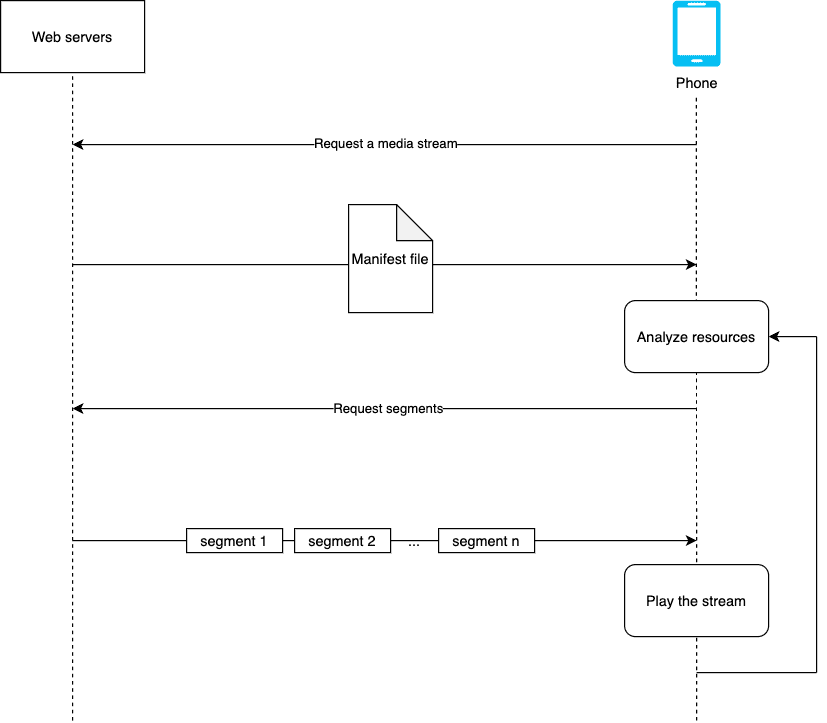 Web servers
Phone
Request a media stream
Manifest file
Analyze resources
Request segments
segment 1
segment 2
...
segment n
Play the stream